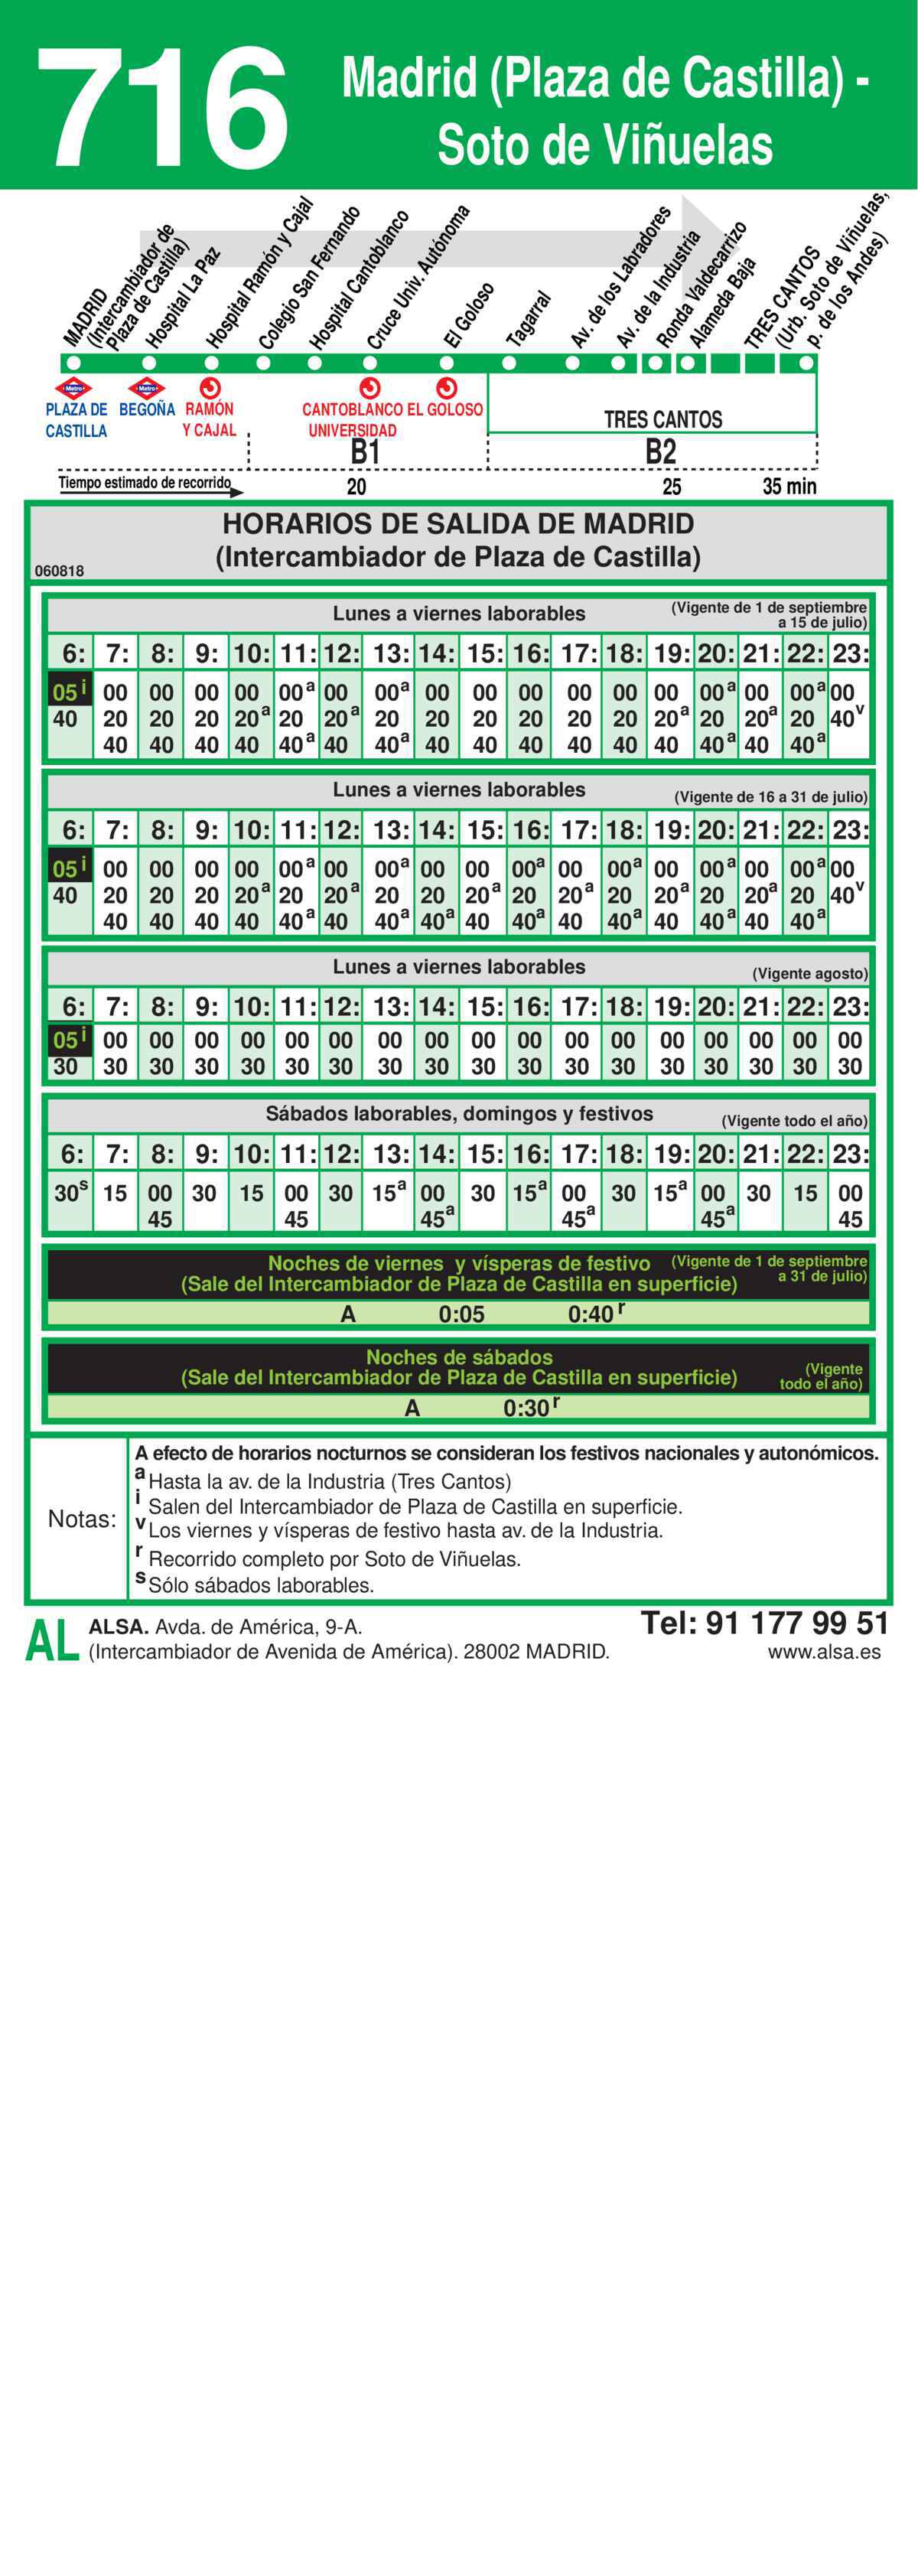 716
Madrid (Plaza de Castilla) -
Soto de Viñuelas
MADRID
(Intercambiador de
Plaza de Castilla)
Hospital La Paz
Hospital Ramón y Cajal
Colegio San Fernando
Hospital Cantoblanco
Cruce Univ. Autónoma
El Goloso
Tagarral
Av. de los Labradores
Av. de la Industria
Ronda Valdecarrizo
Alameda Baja
TRES CANTOS
(Urb. Soto de Viñuelas,
p. de los Andes)
Metro Metro
PLAZA DE BEGOÑA RAMÓN CANTOBLANCO EL GOLOSO
CASTILLA Y CAJAL UNIVERSIDAD
TRES CANTOS
B1 B2
Tiempo estimado de recorrido 20 25 35 min
HORARIOS DE SALIDA DE MADRID
(Intercambiador de Plaza de Castilla)
060818
Lunes a viernes laborables (Vigente de 1 de septiembre
a 15 de julio)
6: 7: 8: 9: 10: 11: 12: 13: 14: 15: 16: 17: 18: 19: 20: 21: 22: 23:
05 i 00 00 00 00 00 a 00 00 a 00 00 00 00 00 00 00 a 00 00 a 00
40 20 20 20 20 a 20 20 a 20 20 20 20 20 20 20 a 20 20 a 20 40 v
40 40 40 40 40 a 40 40 a 40 40 40 40 40 40 40 a 40 40 a
Lunes a viernes laborables (Vigente de 16 a 31 de julio)
6: 7: 8: 9: 10: 11: 12: 13: 14: 15: 16: 17: 18: 19: 20: 21: 22: 23:
05 i 00 00 00 00 00 a 00 00 a 00 00 00 a 00 00 a 00 00 a 00 00 a 00
40 20 20 20 20 a 20 20 a 20 20 20 a 20 20 a 20 20 a 20 20 a 20 40 v
40 40 40 40 40 a 40 40 a 40 a 40 40 a 40 40 a 40 40 a 40 40 a
Lunes a viernes laborables (Vigente agosto)
6: 7: 8: 9: 10: 11: 12: 13: 14: 15: 16: 17: 18: 19: 20: 21: 22: 23:
05 i 00 00 00 00 00 00 00 00 00 00 00 00 00 00 00 00 00
30 30 30 30 30 30 30 30 30 30 30 30 30 30 30 30 30 30
Sábados laborables, domingos y festivos (Vigente todo el año)
6: 7: 8: 9: 10: 11: 12: 13: 14: 15: 16: 17: 18: 19: 20: 21: 22: 23:
30 s 15 00 30 15 00 30 15 a 00 30 15 a 00 30 15 a 00 30 15 00
45 45 45 a 45 a 45 a 45
Noches de viernes y vísperas de festivo (Vigente de 1 de septiembre
a 31 de julio)
(Sale del Intercambiador de Plaza de Castilla en superficie)
A 0:05 0:40 r
Noches de sábados
(Sale del Intercambiador de Plaza de Castilla en superficie) (Vigente
todo el año)
A 0:30 r
Notas:
A efecto de horarios nocturnos se consideran los festivos nacionales y autonómicos.
a Hasta la av. de la Industria (Tres Cantos)
i Salen del Intercambiador de Plaza de Castilla en superficie.
v Los viernes y vísperas de festivo hasta av. de la Industria.
r Recorrido completo por Soto de Viñuelas.
s Sólo sábados laborables.
AL ALSA. Avda. de América, 9-A.
(Intercambiador de Avenida de América). 28002 MADRID.
Tel: 91 177 99 51
www.alsa.es